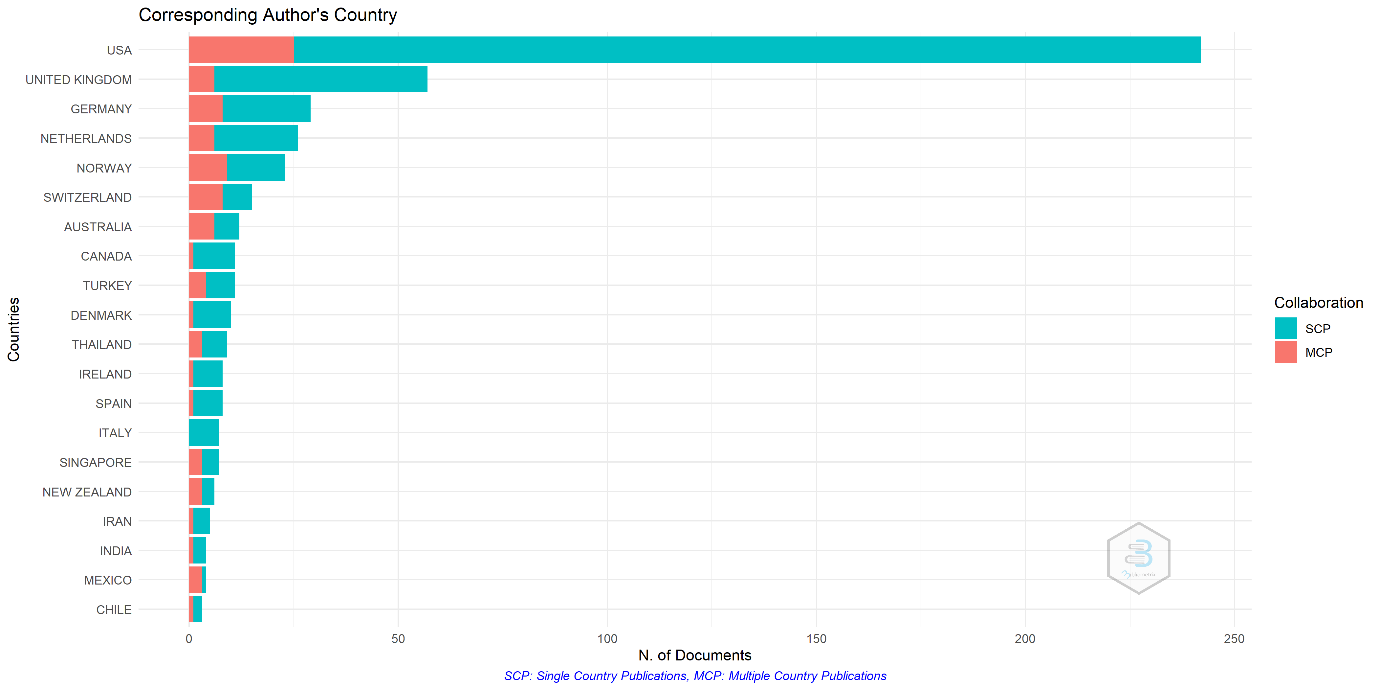 Corresponding Author's Country
USA
UNITED KINGDOM
GERMANY
NETHERLANDS
NORWAY
SWITZERLAND
AUSTRALIA
CANADA
TURKEY
DENMARK
THAILAND
IRELAND
SPAIN
ITALY
SINGAPORE
NEW ZEALAND
IRAN
INDIA
MEXICO
CHILE
Countries
0 50 100 150 200 250
N. of Documents
SCP: Single Country Publications, MCP: Multiple Country Publications
Collaboration
SCP
MCP